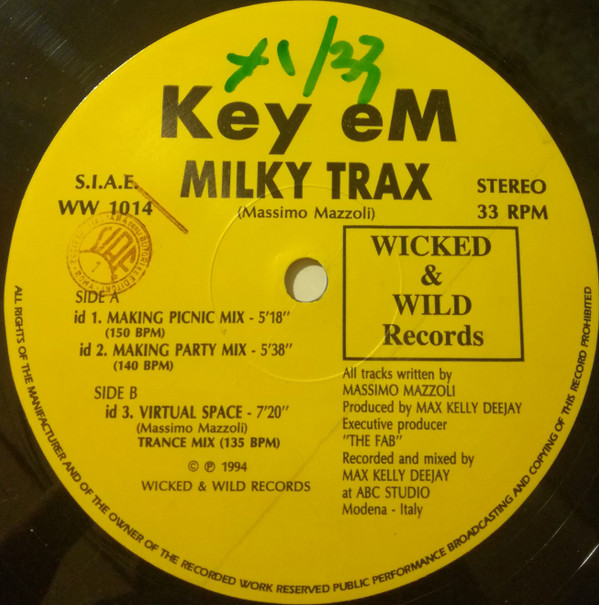 Key eM
MILKY TRAX
(Massimo Mazzoli)
S.I.A.E.
WW 1014
STEREO
33 RPM
WICKED
&
WILD
Records
SIDE A
id 1. MAKING PICNIC MIX - 5'18"
(150 BPM)
id 2. MAKING PARTY MIX - 5'38"
(140 BPM)
SIDE B
id 3. VIRTUAL SPACE - 7'20"
(Massimo Mazzoli)
TRANCE MIX (135 BPM)
© ℗ 1994
WICKED & WILD RECORDS
All tracks written by
MASSIMO MAZZOLI
Produced by MAX KELLY DEEJAY
Executive producer
"THE FAB"
Recorded and mixed by
MAX KELLY DEEJAY
at ABC STUDIO
Modena - Italy
ALL RIGHTS OF THE MANIFACTURER AND OF THE OWNER OF THE RECORDED WORK RESERVED PUBLIC PERFORMANCE BROADCASTING AND COPYING OF THIS RECORD PROHIBITED